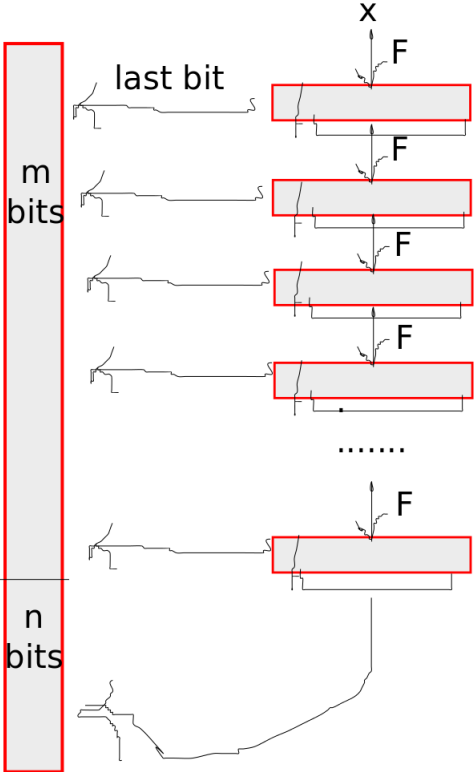 x
F
last bit
F
m
bits
F
F
.......
F
n
bits